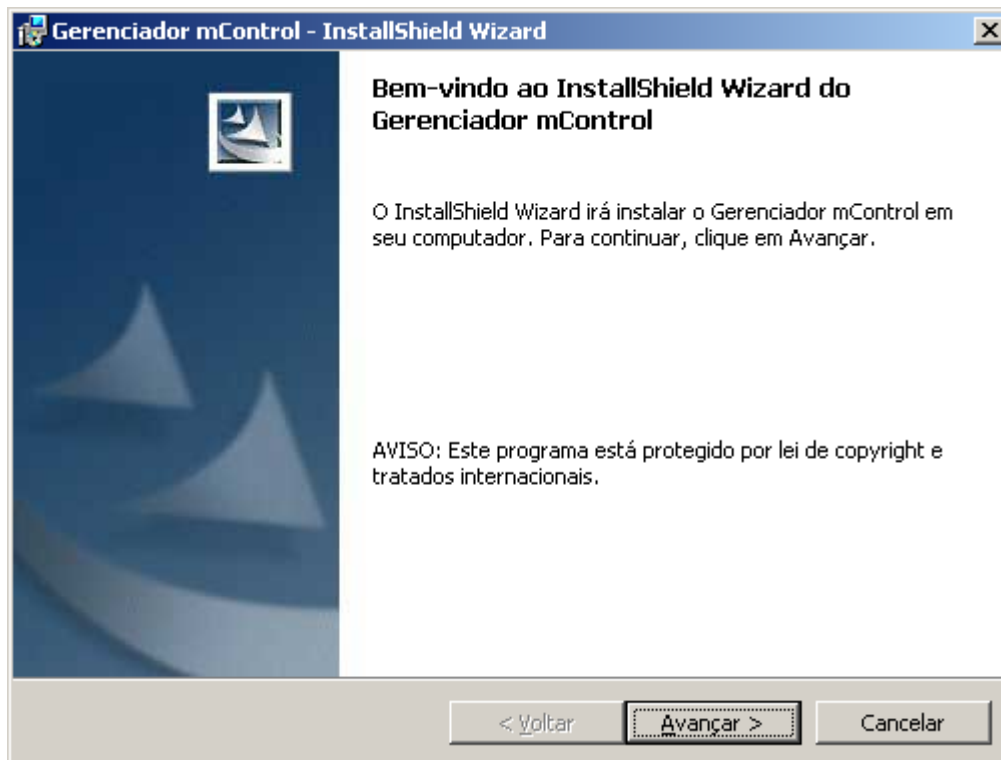 Gerenciador mControl - InstallShield Wizard
Bem-vindo ao InstallShield Wizard do
Gerenciador mControl
O InstallShield Wizard irá instalar o Gerenciador mControl em
seu computador. Para continuar, clique em Avançar.
AVISO: Este programa está protegido por lei de copyright e
tratados internacionais.
< Voltar
Avançar >
Cancelar